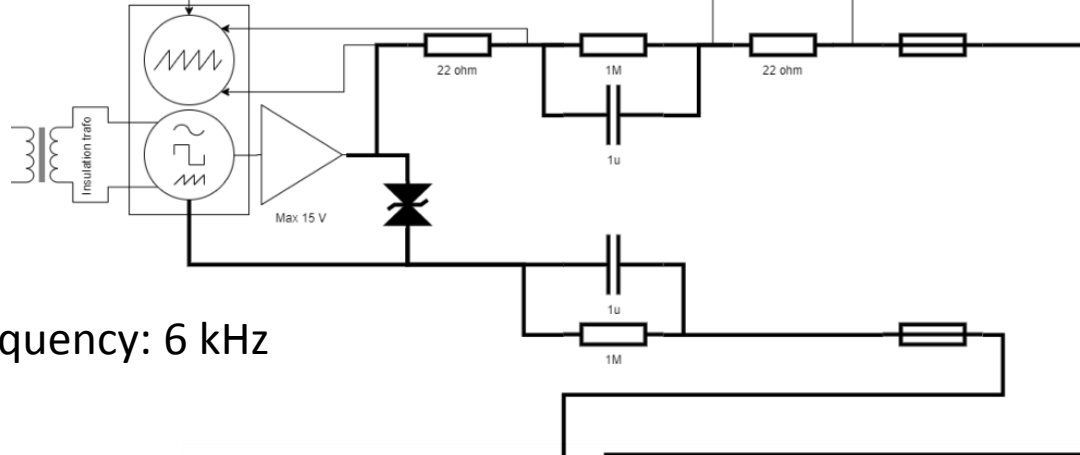 22 ohm
1M
22 ohm
1u
Insulation trafo
Max 15 V
1u
1M
quency: 6 kHz